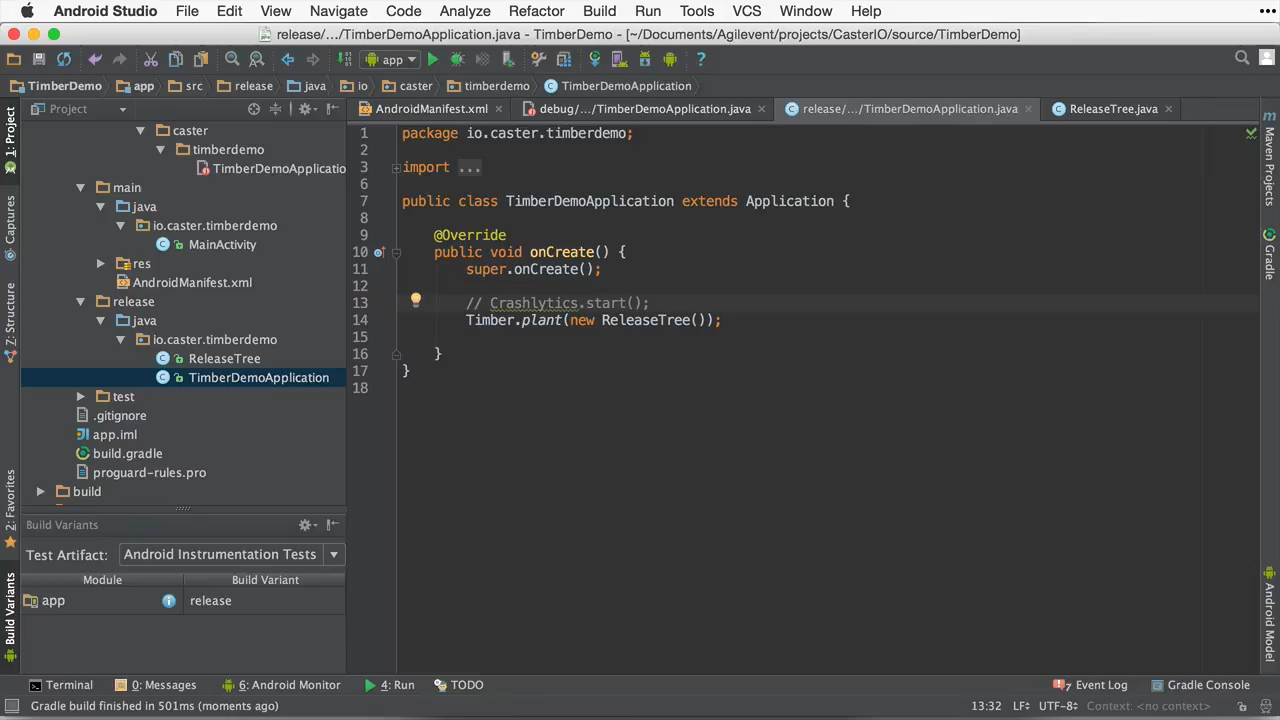 Android Studio File Edit View Navigate Code Analyze Refactor Build Run Tools VCS Window Help
release/.../TimberDemoApplication.java - TimberDemo - [~/Documents/Agilevent/projects/CasterIO/source/TimberDemo]
app
TimberDemo app src release java io caster timberdemo TimberDemoApplication
Project
AndroidManifest.xml debug/.../TimberDemoApplication.java release/.../TimberDemoApplication.java ReleaseTree.java
1: Project
Captures
7: Structure
2: Favorites
Build Variants
caster
timberdemo
TimberDemoApplicatio
main
java
io.caster.timberdemo
MainActivity
res
AndroidManifest.xml
release
java
io.caster.timberdemo
ReleaseTree
TimberDemoApplication
test
.gitignore
app.iml
build.gradle
proguard-rules.pro
build
Build Variants
Test Artifact: Android Instrumentation Tests
Module Build Variant
app release
1 package io.caster.timberdemo;
2
3 import ...
6
7 public class TimberDemoApplication extends Application {
8
9 @Override
10 public void onCreate() {
11 super.onCreate();
12
13 // Crashlytics.start();
14 Timber.plant(new ReleaseTree());
15
16 }
17 }
18
Maven Projects
Gradle
Android Model
Terminal 0: Messages 6: Android Monitor 4: Run TODO 7 Event Log Gradle Console
Gradle build finished in 501ms (moments ago) 13:32 LF UTF-8 Context: <no context>